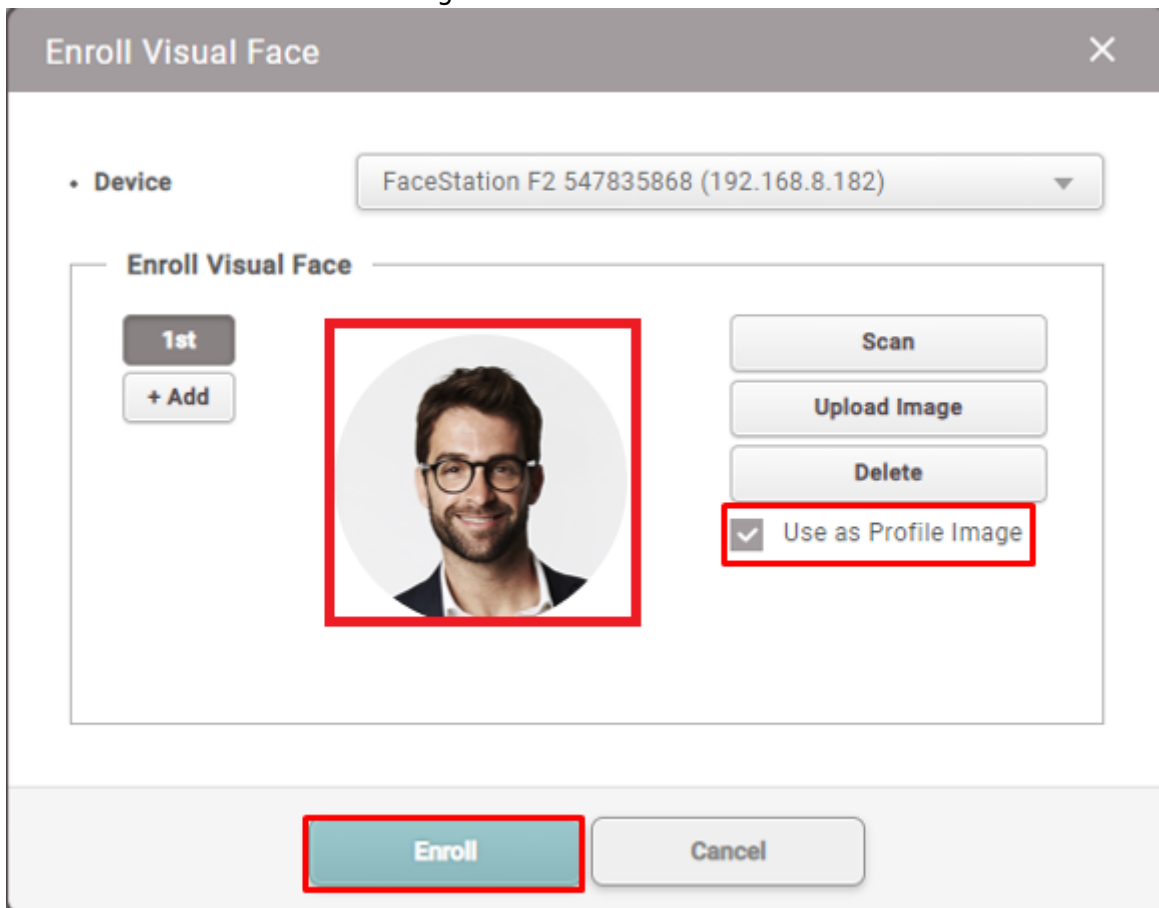 Enroll Visual Face
• Device
FaceStation F2 547835868 (192.168.8.182)
Enroll Visual Face
1st
+ Add
Scan
Upload Image
Delete
Use as Profile Image
Enroll
Cancel